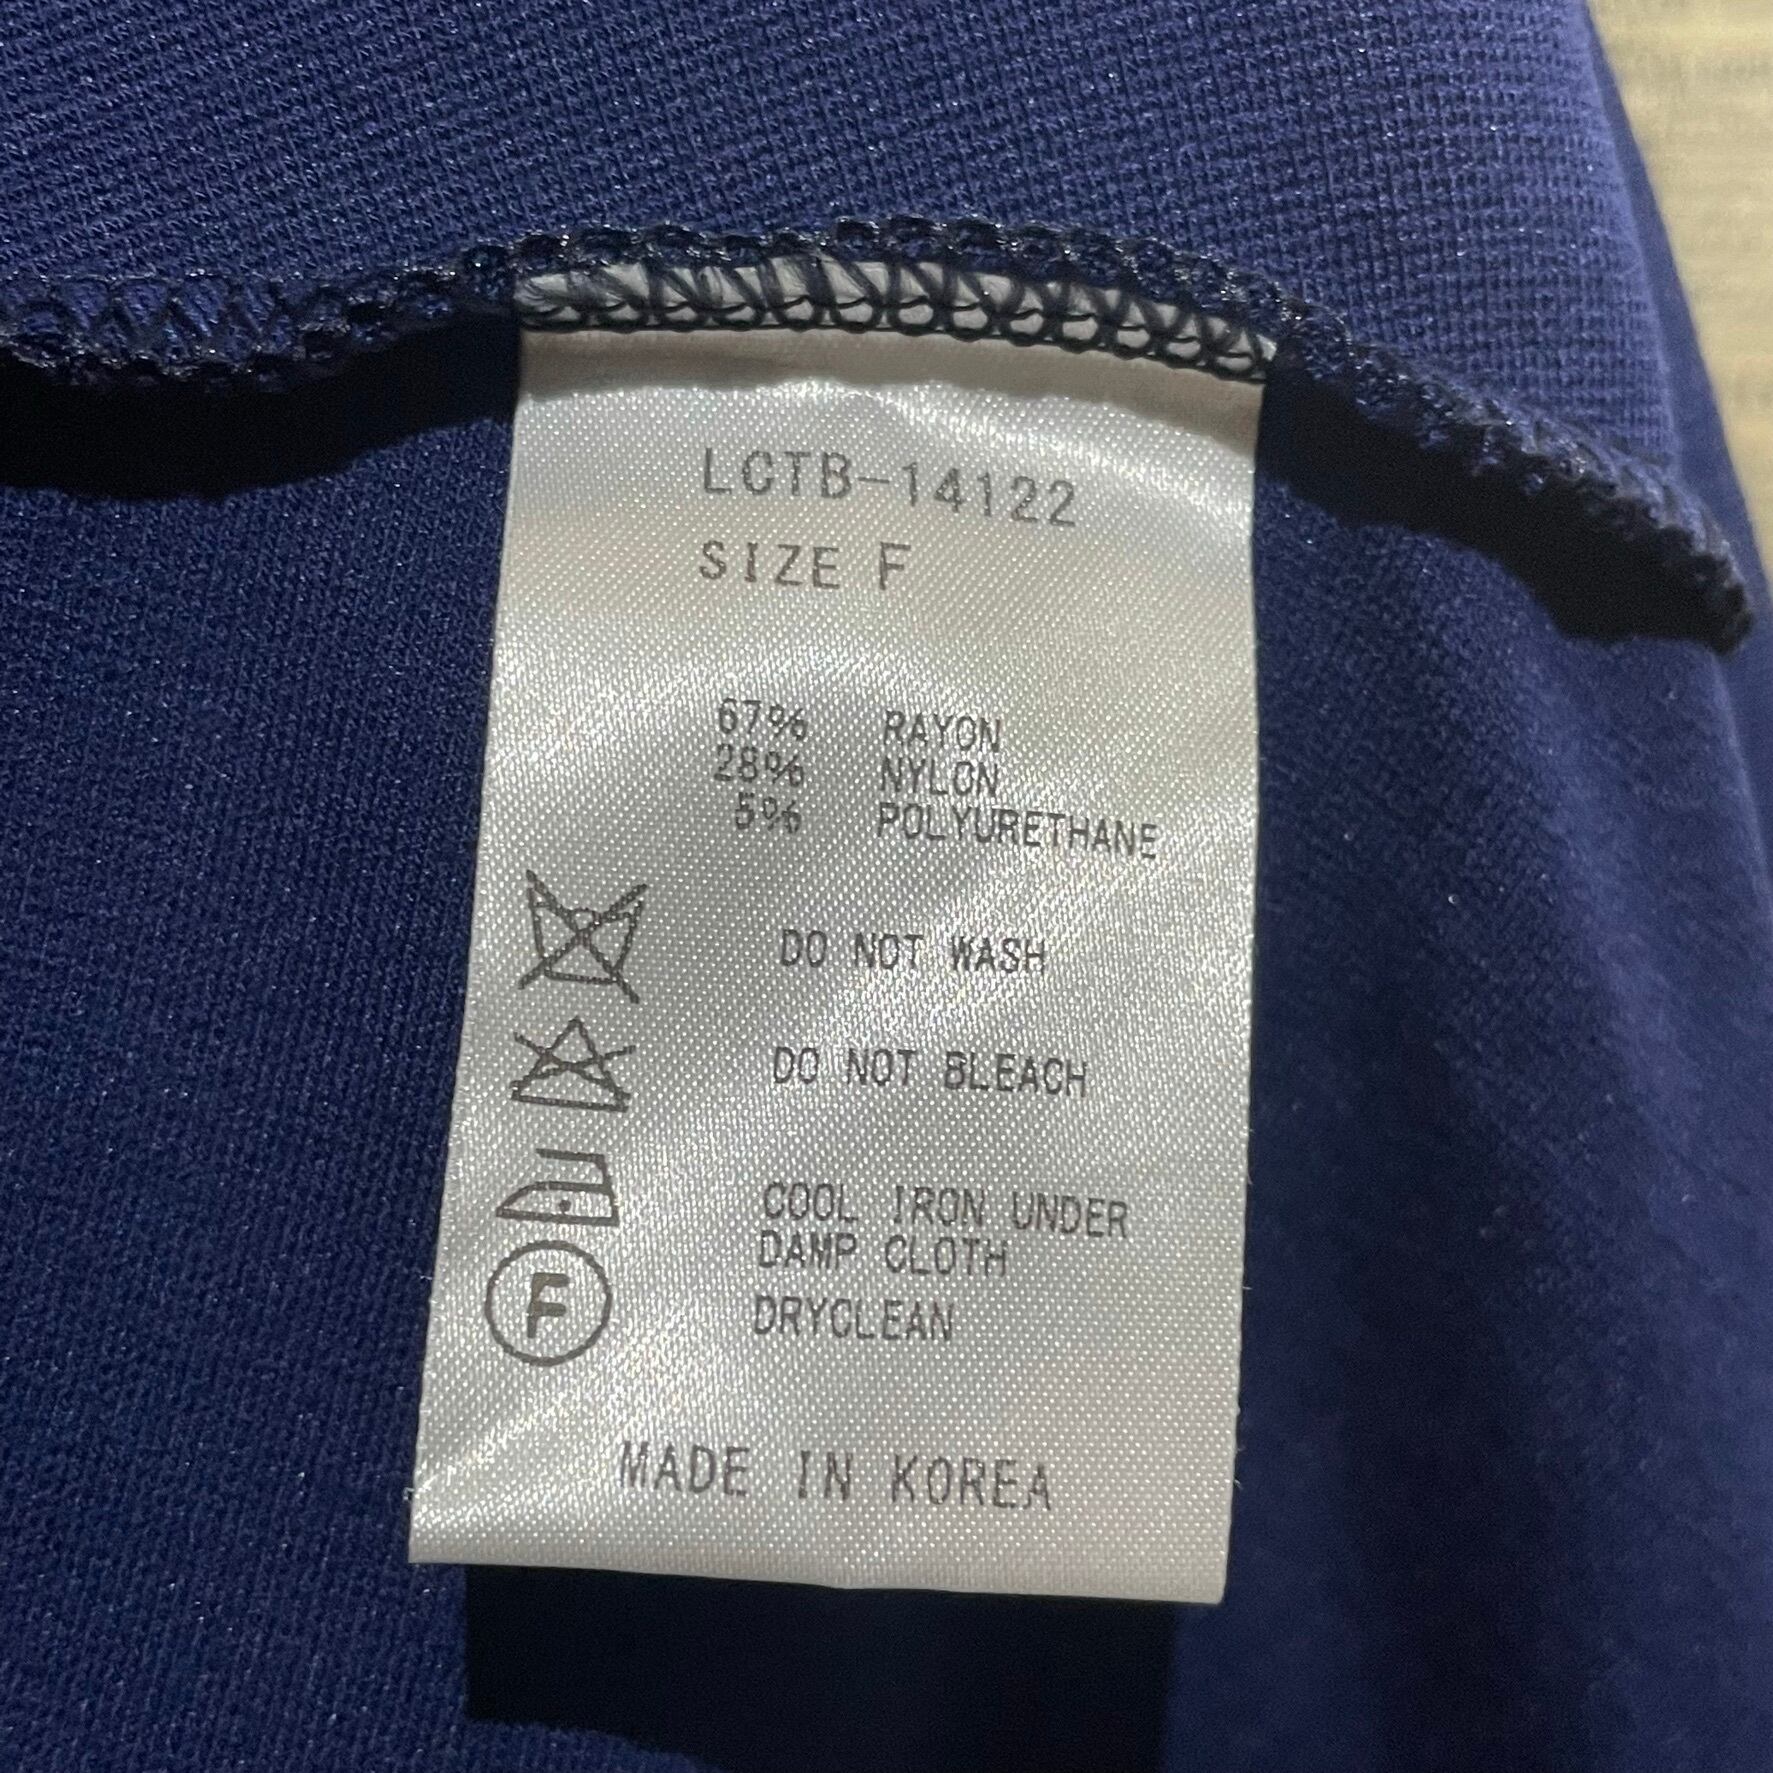 LCTB-14122
SIZE F
67% RAYON
28% NYLON
5% POLYURETHANE
DO NOT WASH
DO NOT BLEACH
COOL IRON UNDER
DAMP CLOTH
F DRYCLEAN
MADE IN KOREA